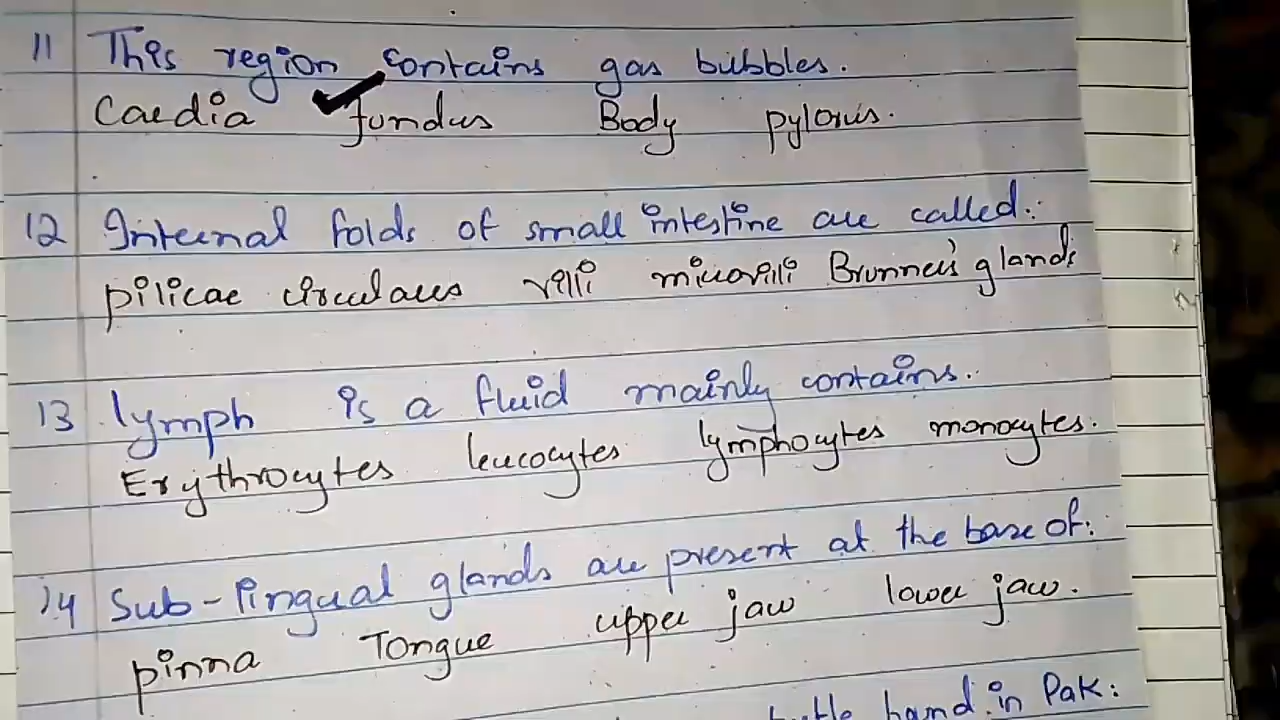 11 This region contains gas bubbles.
Caedia fundus Body pylorus.
12 Internal folds of small intestine are called.:
pilicae circulares villi microvilli Brunner's glands
13 lymph is a fluid mainly contains..
Erythrocytes leucocytes lymphocytes monocytes.
14 Sub-lingual glands are present at the base of:
pinna Tongue upper jaw lower jaw.
hand in Pak: